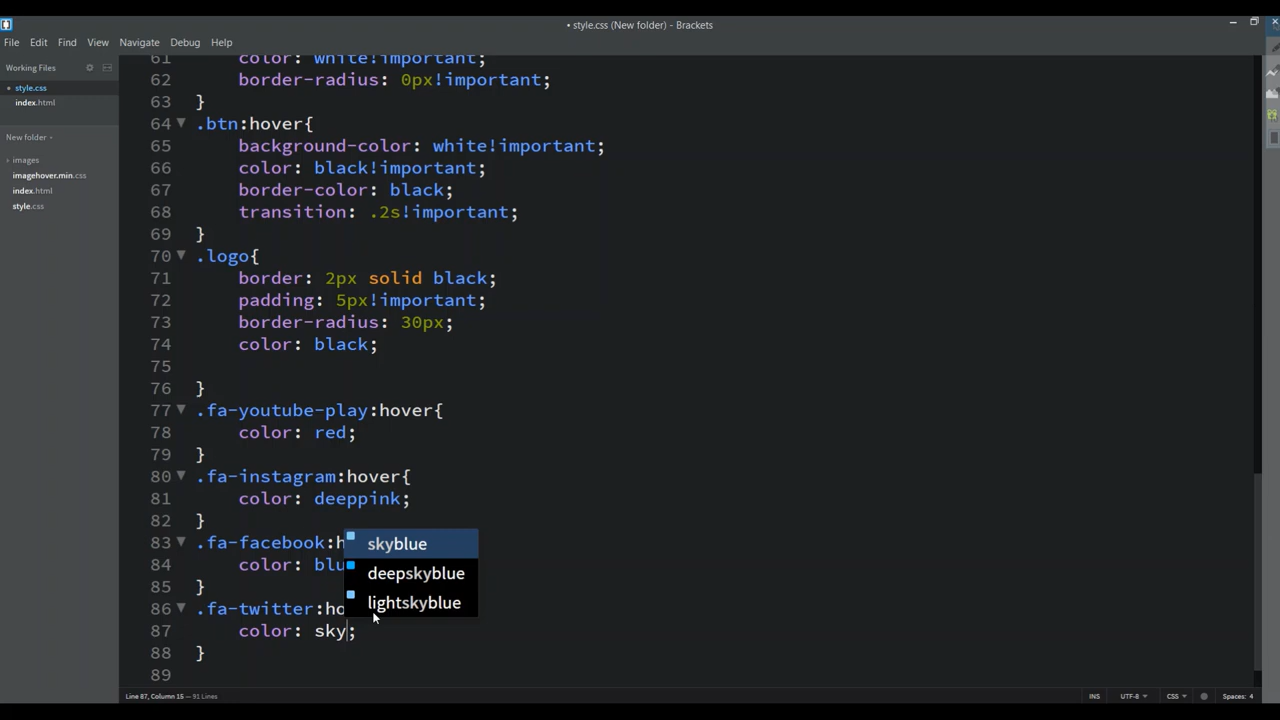 • style.css (New folder) - Brackets
File Edit Find View Navigate Debug Help
Working Files
• style.css
index.html
New folder
images
imagehover.min.css
index.html
style.css
61 color: white!important;
62 border-radius: 0px!important;
63 }
64 .btn:hover{
65 background-color: white!important;
66 color: black!important;
67 border-color: black;
68 transition: .2s!important;
69 }
70 .logo{
71 border: 2px solid black;
72 padding: 5px!important;
73 border-radius: 30px;
74 color: black;
75
76 }
77 .fa-youtube-play:hover{
78 color: red;
79 }
80 .fa-instagram:hover{
81 color: deeppink;
82 }
83 .fa-facebook:h
84 color: blu
85 }
86 .fa-twitter:ho
87 color: sky;
88 }
89
skyblue
deepskyblue
lightskyblue
Line 87, Column 15 — 91 Lines
INS UTF-8 CSS Spaces: 4